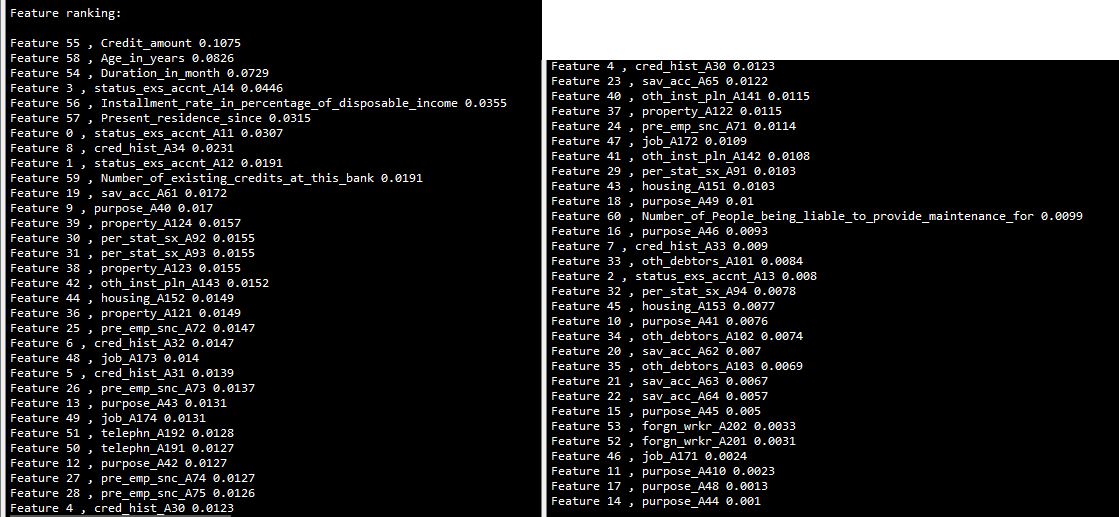 Feature ranking:
Feature 55 , Credit_amount 0.1075
Feature 58 , Age_in_years 0.0826
Feature 54 , Duration_in_month 0.0729
Feature 3 , status_exs_accnt_A14 0.0446
Feature 56 , Installment_rate_in_percentage_of_disposable_income 0.0355
Feature 57 , Present_residence_since 0.0315
Feature 0 , status_exs_accnt_A11 0.0307
Feature 8 , cred_hist_A34 0.0231
Feature 1 , status_exs_accnt_A12 0.0191
Feature 59 , Number_of_existing_credits_at_this_bank 0.0191
Feature 19 , sav_acc_A61 0.0172
Feature 9 , purpose_A40 0.017
Feature 39 , property_A124 0.0157
Feature 30 , per_stat_sx_A92 0.0155
Feature 31 , per_stat_sx_A93 0.0155
Feature 38 , property_A123 0.0155
Feature 42 , oth_inst_pln_A143 0.0152
Feature 44 , housing_A152 0.0149
Feature 36 , property_A121 0.0149
Feature 25 , pre_emp_snc_A72 0.0147
Feature 6 , cred_hist_A32 0.0147
Feature 48 , job_A173 0.014
Feature 5 , cred_hist_A31 0.0139
Feature 26 , pre_emp_snc_A73 0.0137
Feature 13 , purpose_A43 0.0131
Feature 49 , job_A174 0.0131
Feature 51 , telephn_A192 0.0128
Feature 50 , telephn_A191 0.0127
Feature 12 , purpose_A42 0.0127
Feature 27 , pre_emp_snc_A74 0.0127
Feature 28 , pre_emp_snc_A75 0.0126
Feature 4 , cred_hist_A30 0.0123
Feature 4 , cred_hist_A30 0.0123
Feature 23 , sav_acc_A65 0.0122
Feature 40 , oth_inst_pln_A141 0.0115
Feature 37 , property_A122 0.0115
Feature 24 , pre_emp_snc_A71 0.0114
Feature 47 , job_A172 0.0109
Feature 41 , oth_inst_pln_A142 0.0108
Feature 29 , per_stat_sx_A91 0.0103
Feature 43 , housing_A151 0.0103
Feature 18 , purpose_A49 0.01
Feature 60 , Number_of_People_being_liable_to_provide_maintenance_for 0.0099
Feature 16 , purpose_A46 0.0093
Feature 7 , cred_hist_A33 0.009
Feature 33 , oth_debtors_A101 0.0084
Feature 2 , status_exs_accnt_A13 0.008
Feature 32 , per_stat_sx_A94 0.0078
Feature 45 , housing_A153 0.0077
Feature 10 , purpose_A41 0.0076
Feature 34 , oth_debtors_A102 0.0074
Feature 20 , sav_acc_A62 0.007
Feature 35 , oth_debtors_A103 0.0069
Feature 21 , sav_acc_A63 0.0067
Feature 22 , sav_acc_A64 0.0057
Feature 15 , purpose_A45 0.005
Feature 53 , forgn_wrkr_A202 0.0033
Feature 52 , forgn_wrkr_A201 0.0031
Feature 46 , job_A171 0.0024
Feature 11 , purpose_A410 0.0023
Feature 17 , purpose_A48 0.0013
Feature 14 , purpose_A44 0.001